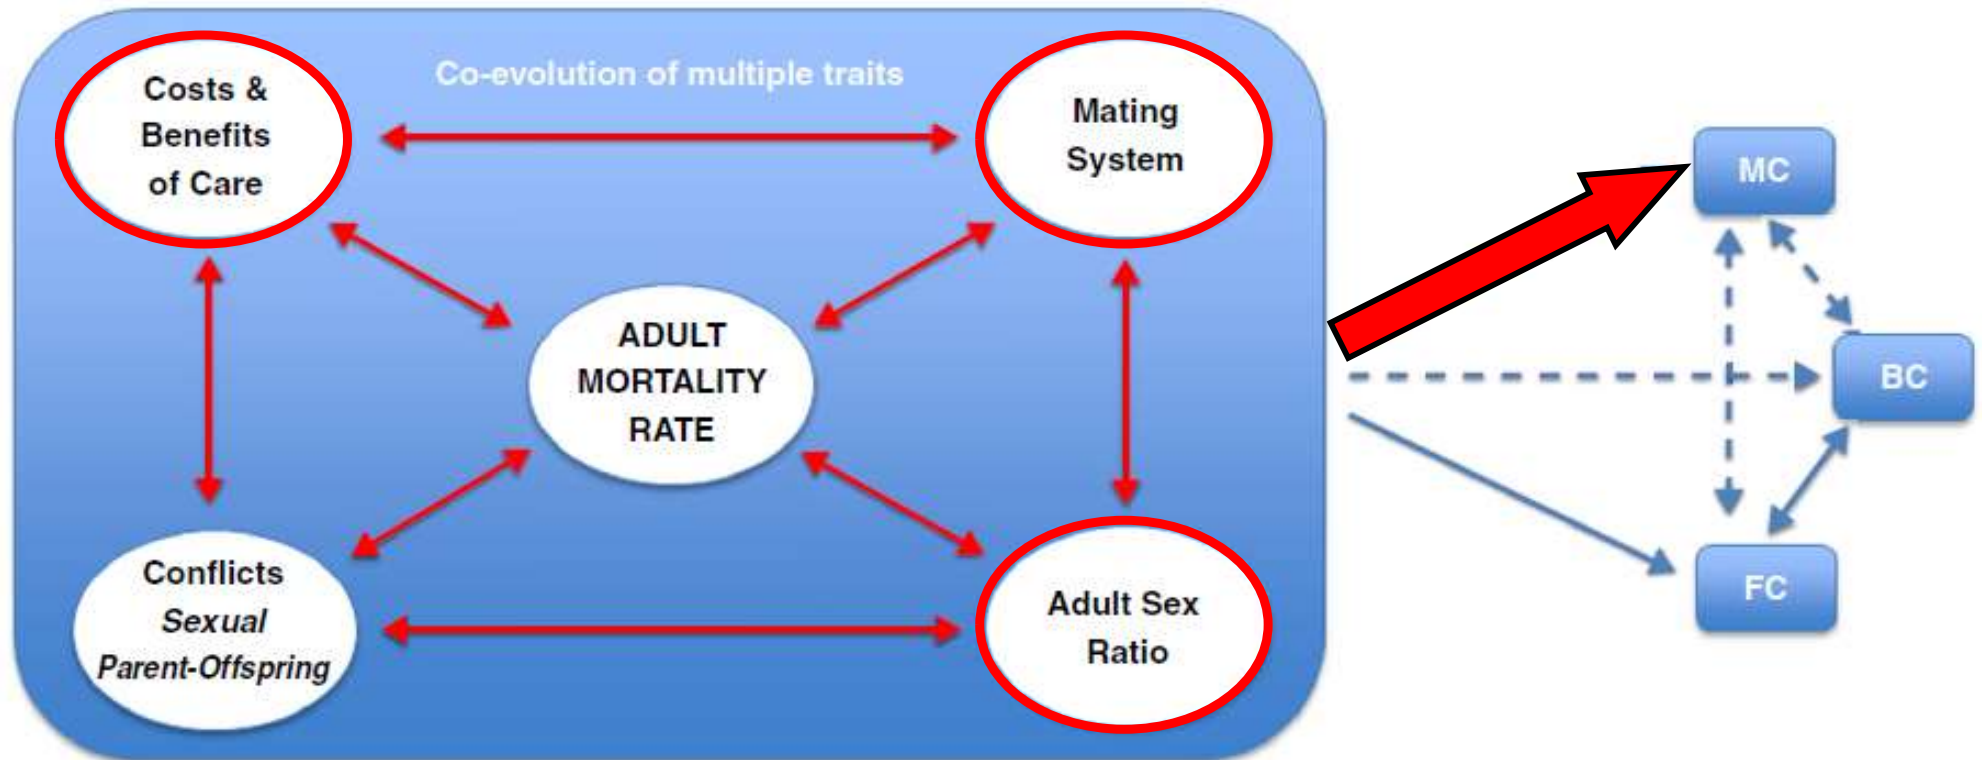 Co-evolution of multiple traits
Costs &
Benefits
of Care
Mating
System
ADULT
MORTALITY
RATE
Conflicts
Sexual
Parent-Offspring
Adult Sex
Ratio
MC
BC
FC